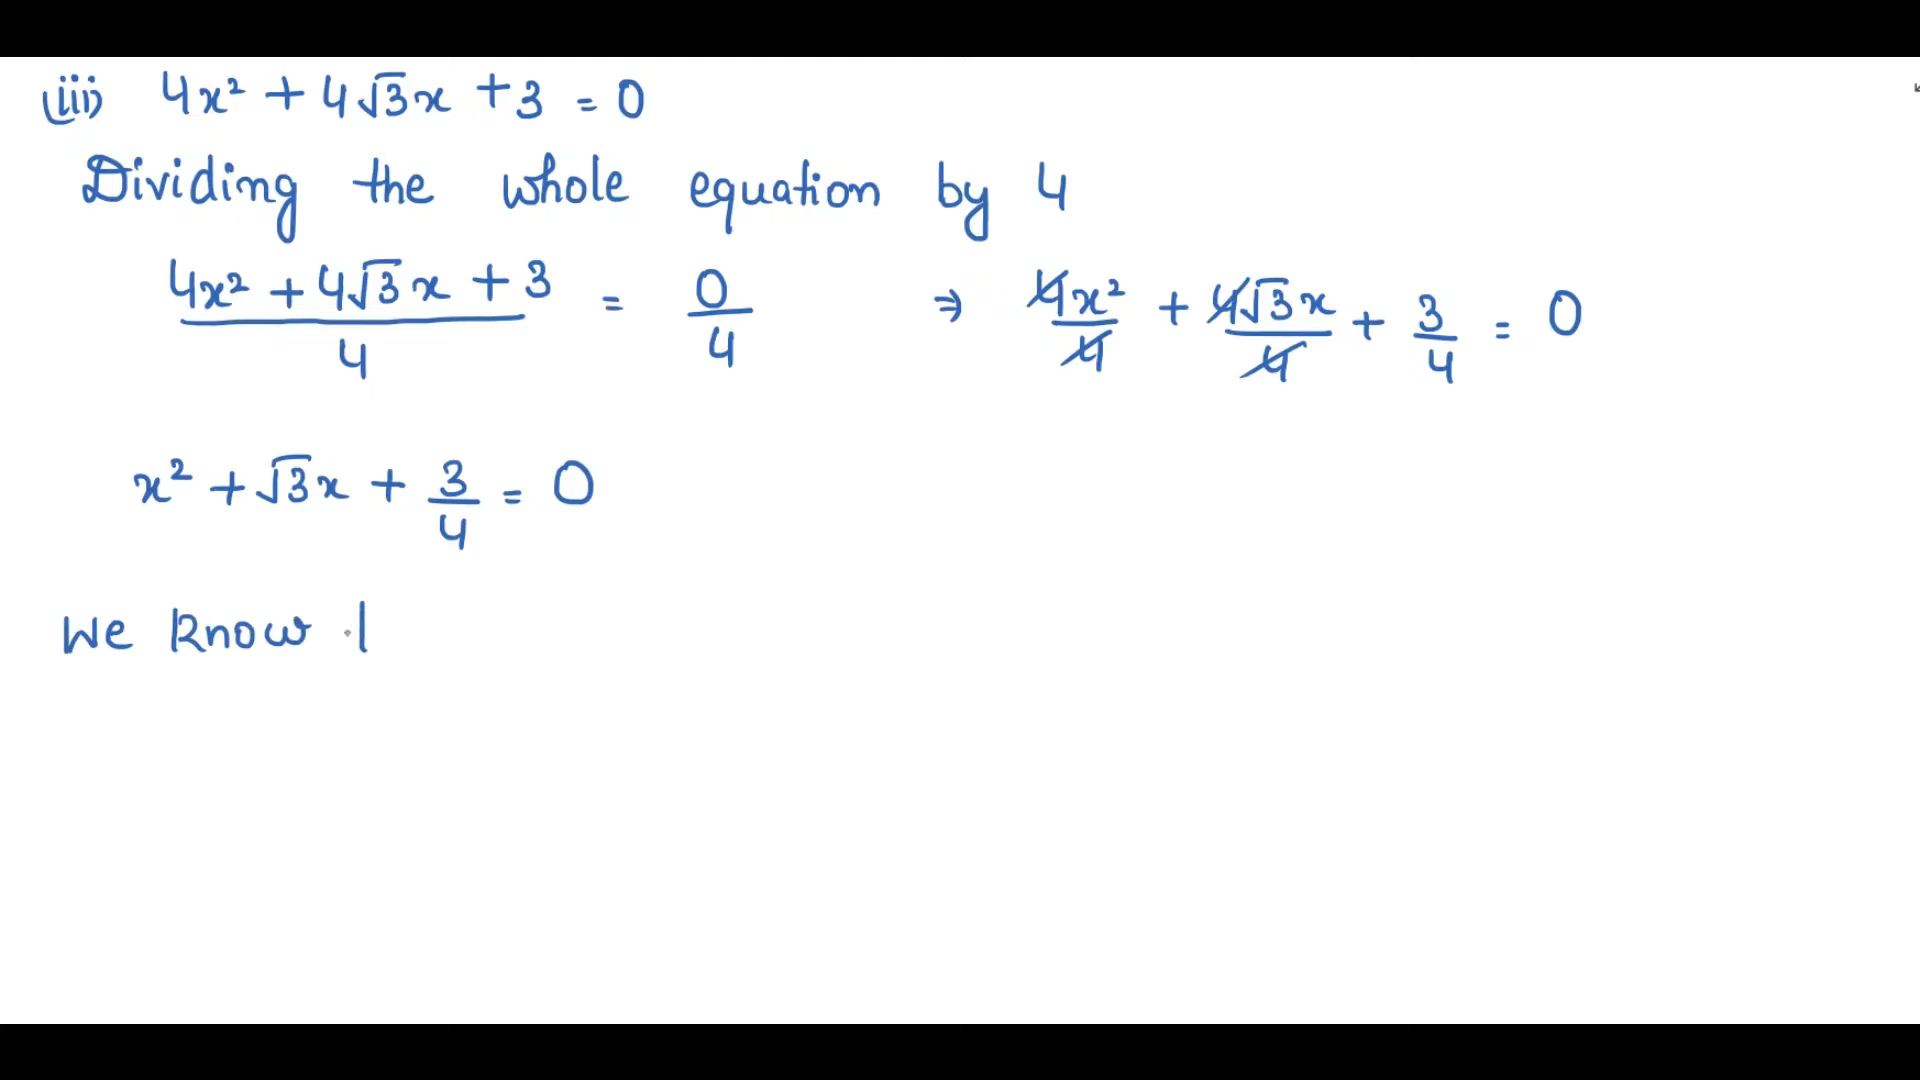 (iii) 4x² + 4√3x + 3 = 0
Dividing the whole equation by 4
(4x² + 4√3x + 3)/4 = 0/4 ⇒ 4x²/4 + 4√3x/4 + 3/4 = 0
x² + √3x + 3/4 = 0
We know